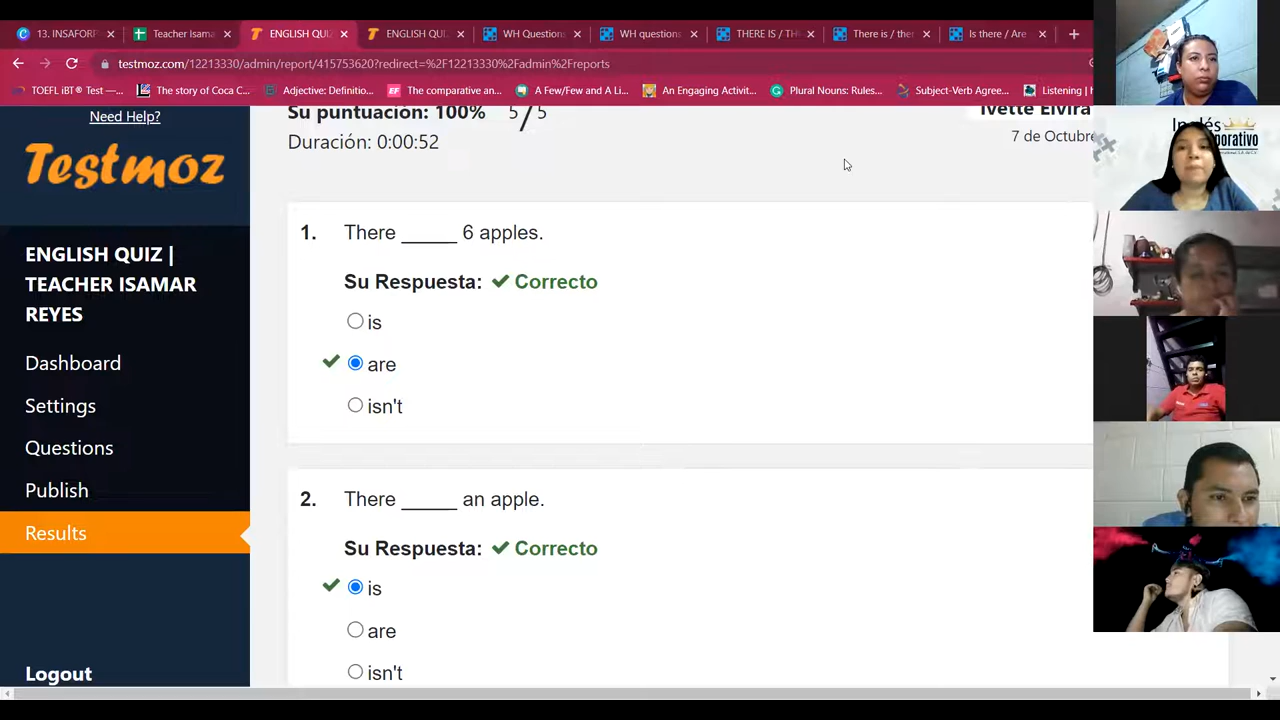 13. INSAFORP
Teacher Isama
ENGLISH QUIZ
ENGLISH QUI
WH Questions
WH questions
THERE IS / TH
There is / ther
Is there / Are
testmoz.com/12213330/admin/report/415753620?redirect=%2F12213330%2Fadmin%2Freports
TOEFL iBT® Test —...
The story of Coca C...
Adjective: Definitio...
The comparative an...
A Few/Few and A Li...
An Engaging Activit...
Plural Nouns: Rules...
Subject-Verb Agree...
Listening |
Need Help?
Testmoz
ENGLISH QUIZ |
TEACHER ISAMAR
REYES
Dashboard
Settings
Questions
Publish
Results
Logout
Su puntuación: 100% 5/5
Duración: 0:00:52
Ivette Elvira
7 de Octubre
1. There _____ 6 apples.
Su Respuesta: ✔ Correcto
is
are
isn't
2. There _____ an apple.
Su Respuesta: ✔ Correcto
is
are
isn't
Inglés